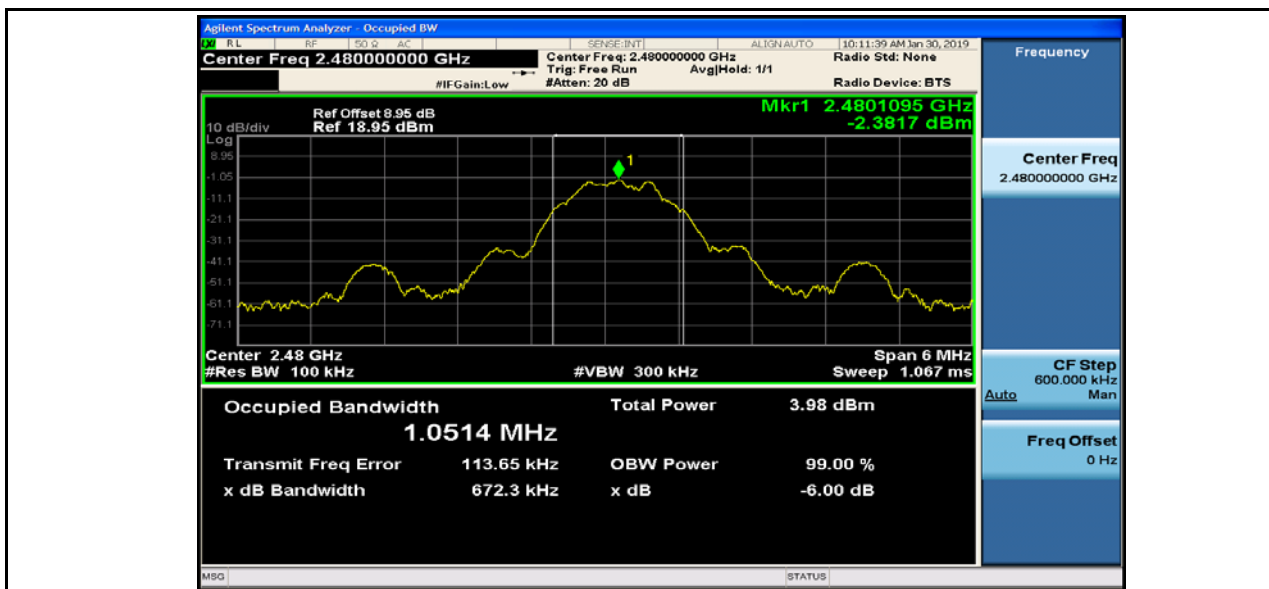 Agilent Spectrum Analyzer - Occupied BW
LXI RL RF 50 Ω AC SENSE:INT ALIGN AUTO 10:11:39 AM Jan 30, 2019
Center Freq 2.480000000 GHz Center Freq: 2.480000000 GHz Radio Std: None
Trig: Free Run Avg|Hold: 1/1
#IFGain:Low #Atten: 20 dB Radio Device: BTS
Ref Offset 8.95 dB Mkr1 2.4801095 GHz
10 dB/div Ref 18.95 dBm -2.3817 dBm
Log
8.95
1
-1.05
-11.1
-21.1
-31.1
-41.1
-51.1
-61.1
-71.1
Center 2.48 GHz Span 6 MHz
#Res BW 100 kHz #VBW 300 kHz Sweep 1.067 ms
Occupied Bandwidth Total Power 3.98 dBm
1.0514 MHz
Transmit Freq Error 113.65 kHz OBW Power 99.00 %
x dB Bandwidth 672.3 kHz x dB -6.00 dB
MSG STATUS
Frequency
Center Freq
2.480000000 GHz
CF Step
600.000 kHz
Auto Man
Freq Offset
0 Hz